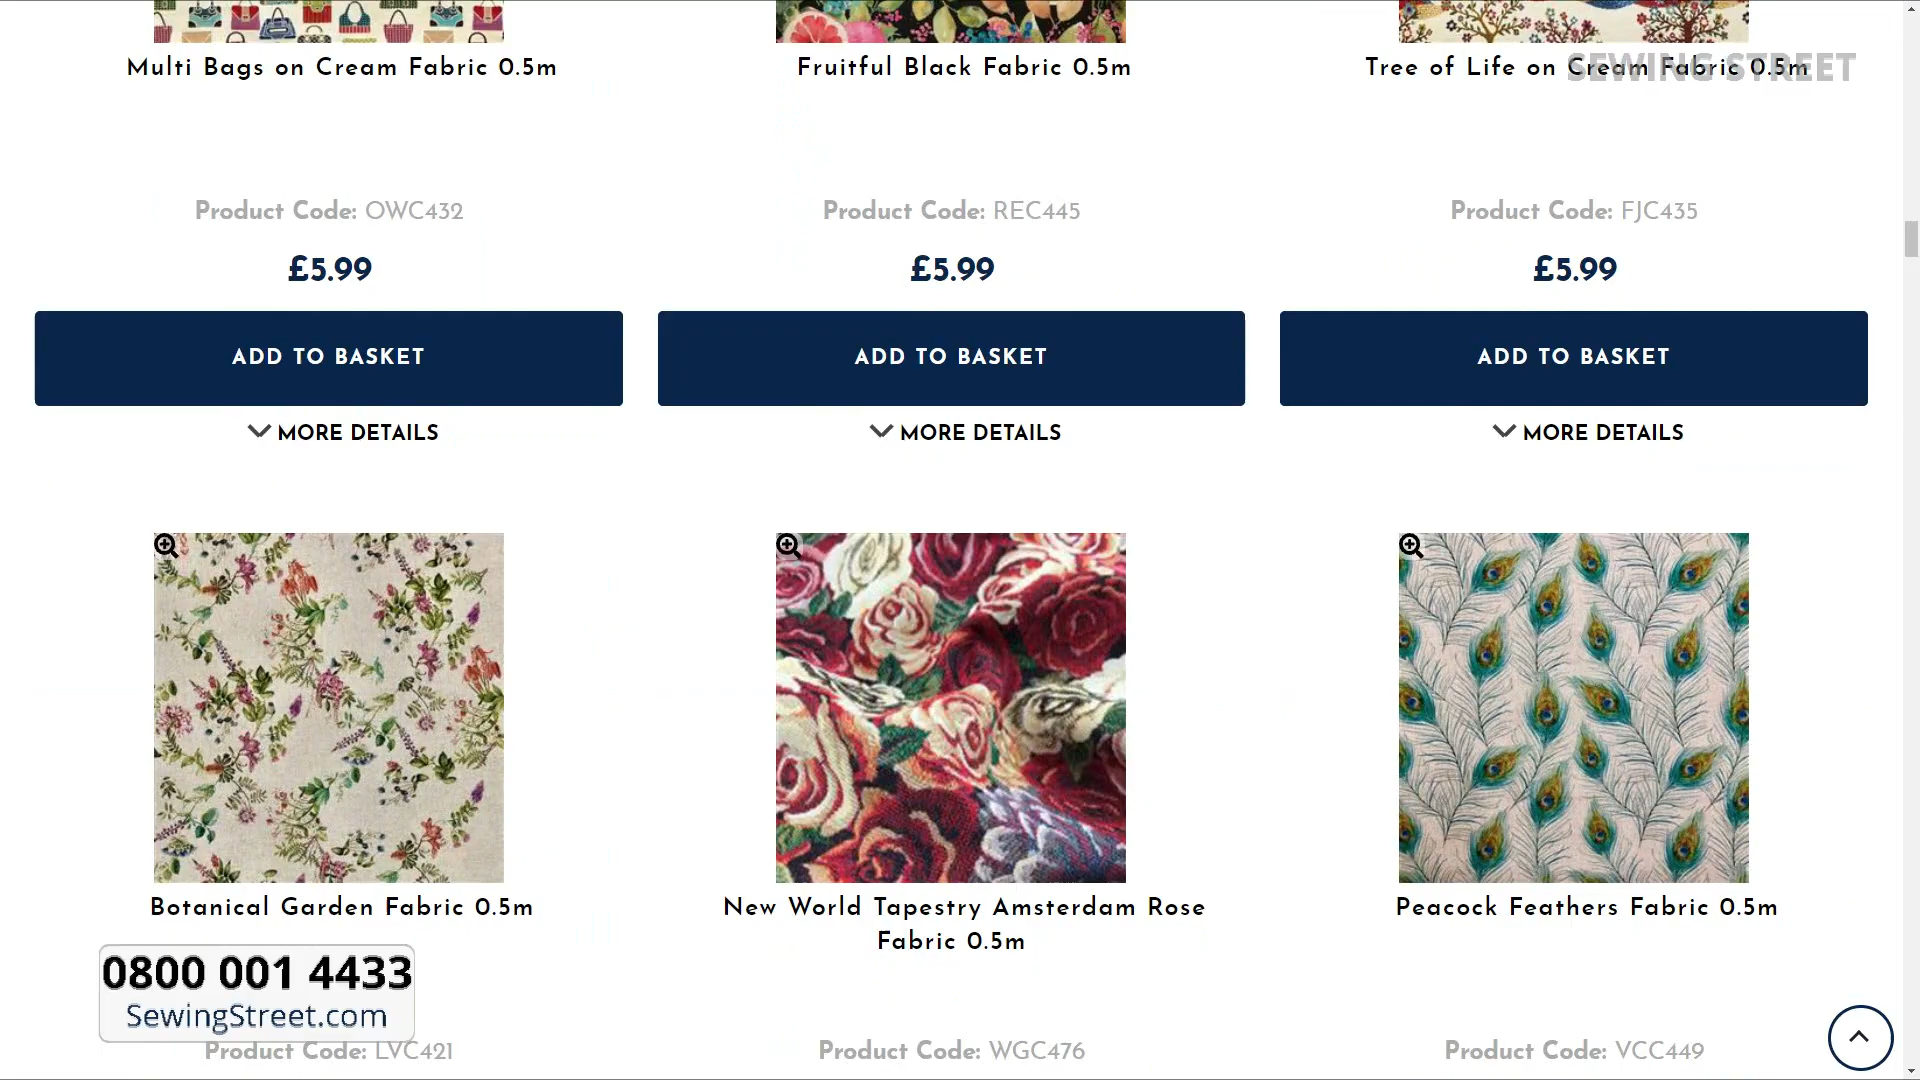 Multi Bags on Cream Fabric 0.5m
Fruitful Black Fabric 0.5m
Tree of Life on Cream Fabric 0.5m
SEWING STREET
Product Code: OWC432
Product Code: REC445
Product Code: FJC435
£5.99
£5.99
£5.99
ADD TO BASKET
ADD TO BASKET
ADD TO BASKET
MORE DETAILS
MORE DETAILS
MORE DETAILS
Botanical Garden Fabric 0.5m
New World Tapestry Amsterdam Rose
Fabric 0.5m
Peacock Feathers Fabric 0.5m
0800 001 4433
SewingStreet.com
Product Code: LVC421
Product Code: WGC476
Product Code: VCC449